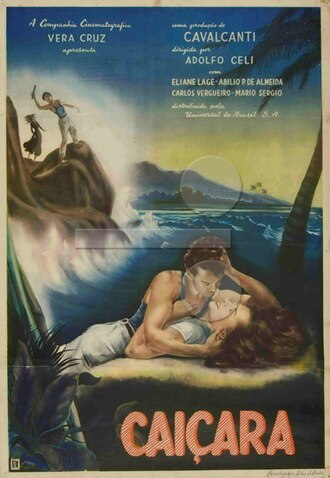 A Companhia Cinematografica
VERA CRUZ
apresenta
uma produção de
CAVALCANTI
dirigida por
ADOLFO CELI
com
ELIANE LAGE - ABILIO P. DE ALMEIDA
CARLOS VERGUEIRO - MARIO SERGIO
distribuida pela
Universal do Brasil S. A.
CAIÇARA